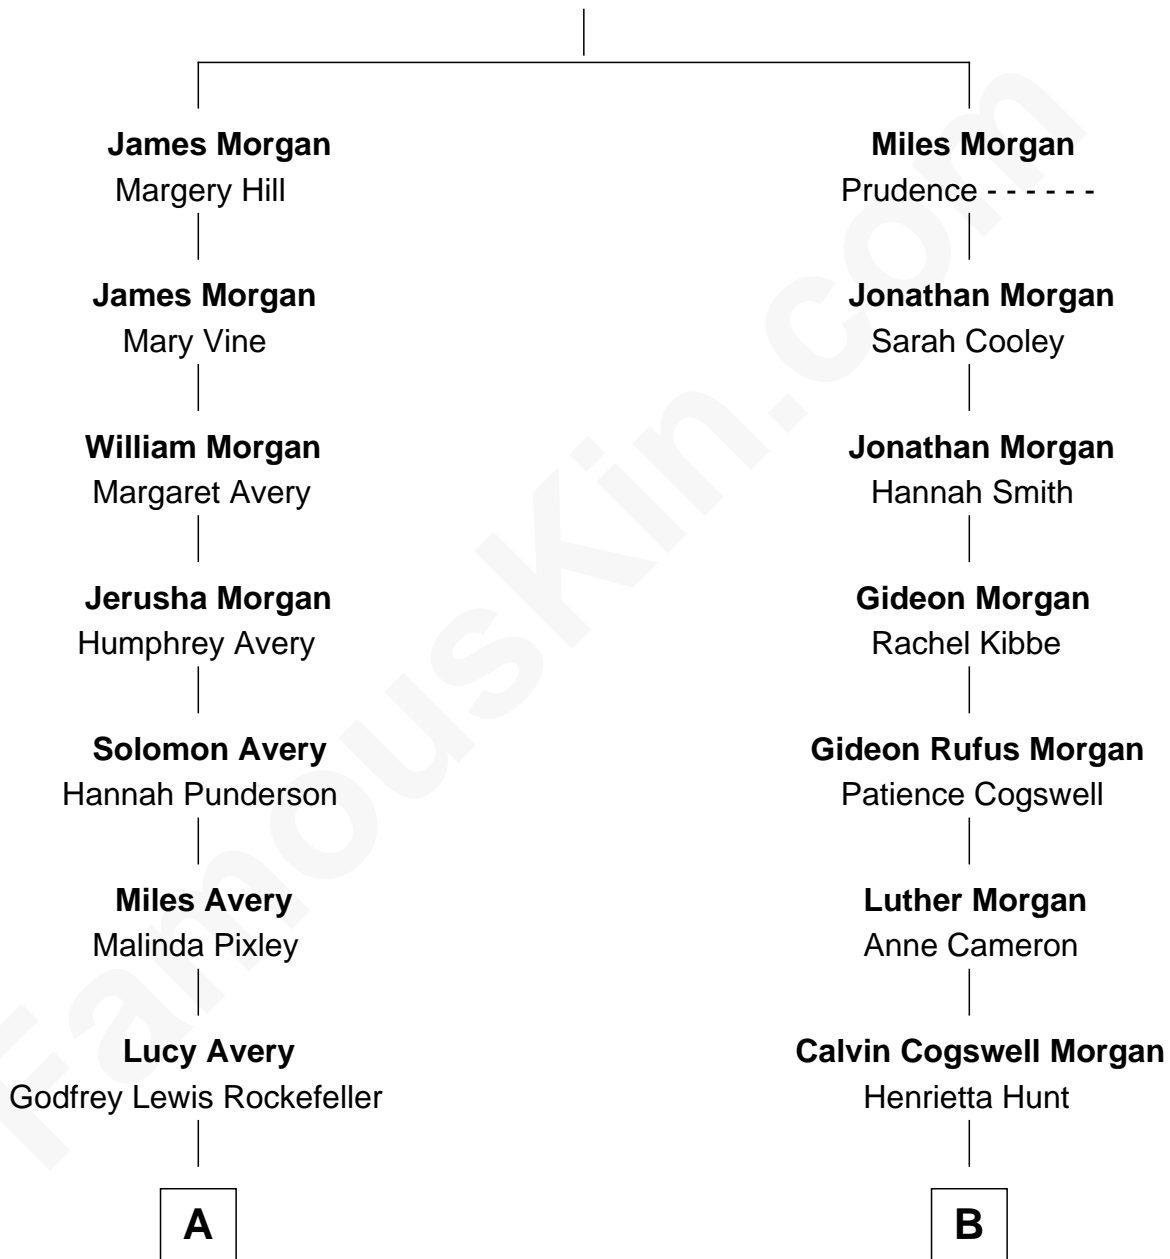 James Morgan
Margery Hill
James Morgan
Mary Vine
William Morgan
Margaret Avery
Jerusha Morgan
Humphrey Avery
Solomon Avery
Hannah Punderson
Miles Avery
Malinda Pixley
Lucy Avery
Godfrey Lewis Rockefeller
A
Miles Morgan
Prudence - - - - - -
Jonathan Morgan
Sarah Cooley
Jonathan Morgan
Hannah Smith
Gideon Morgan
Rachel Kibbe
Gideon Rufus Morgan
Patience Cogswell
Luther Morgan
Anne Cameron
Calvin Cogswell Morgan
Henrietta Hunt
B
FamousKin.com